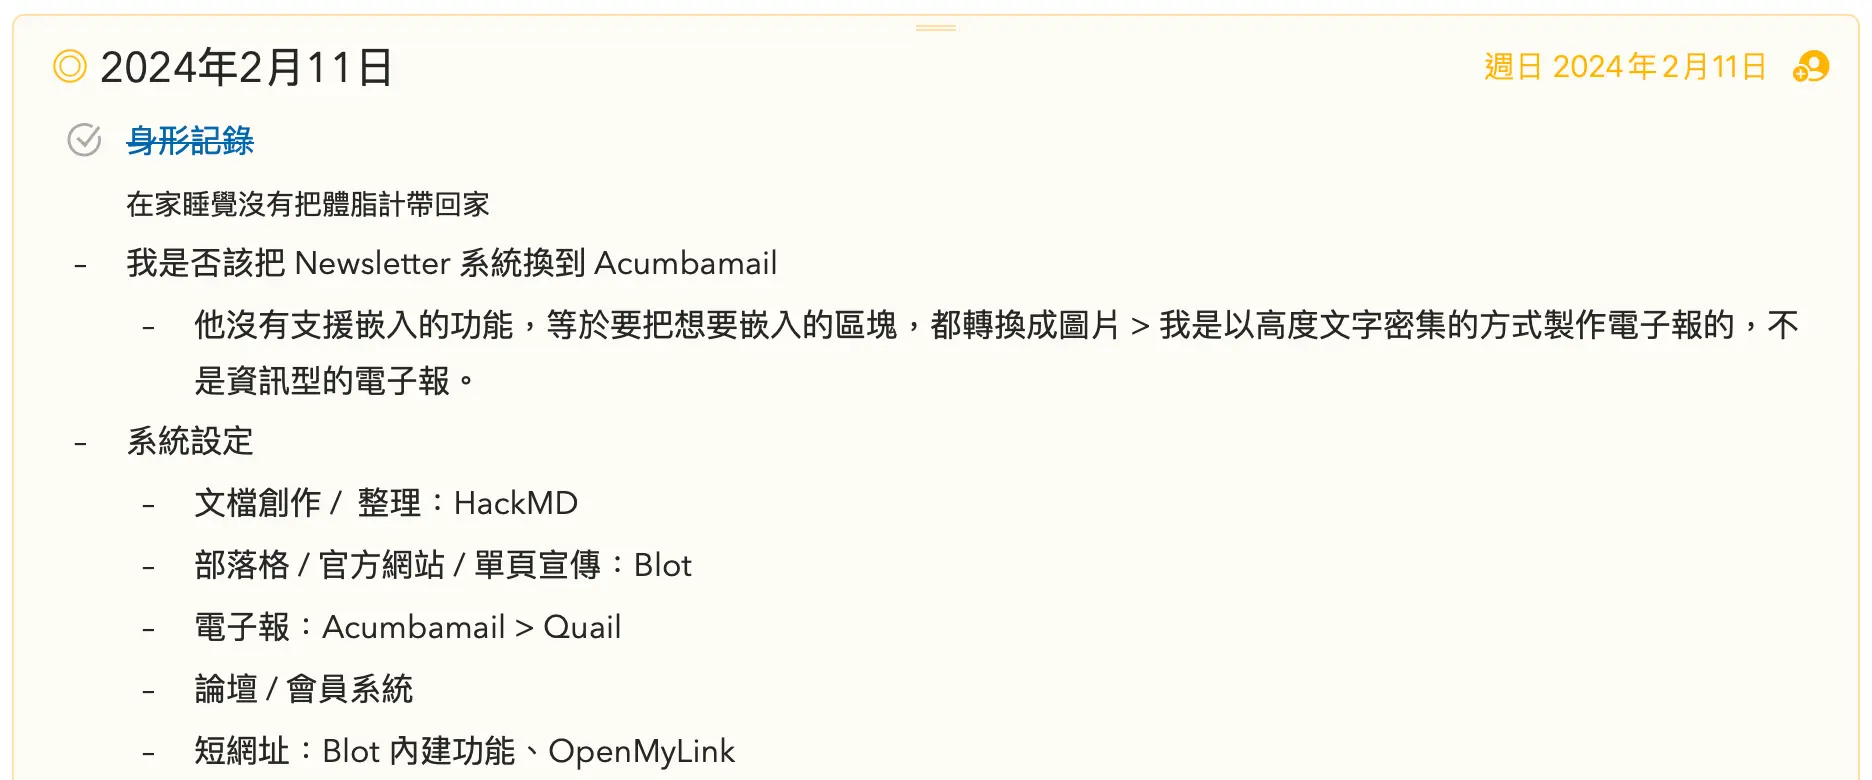 2024年2月11日
週日 2024年2月11日
身形記錄
在家睡覺沒有把體脂計帶回家
- 我是否該把 Newsletter 系統換到 Acumbamail
- 他沒有支援嵌入的功能，等於要把想要嵌入的區塊，都轉換成圖片 > 我是以高度文字密集的方式製作電子報的，不
是資訊型的電子報。
- 系統設定
- 文檔創作 / 整理：HackMD
- 部落格 / 官方網站 / 單頁宣傳：Blot
- 電子報：Acumbamail > Quail
- 論壇 / 會員系統
- 短網址：Blot 內建功能、OpenMyLink